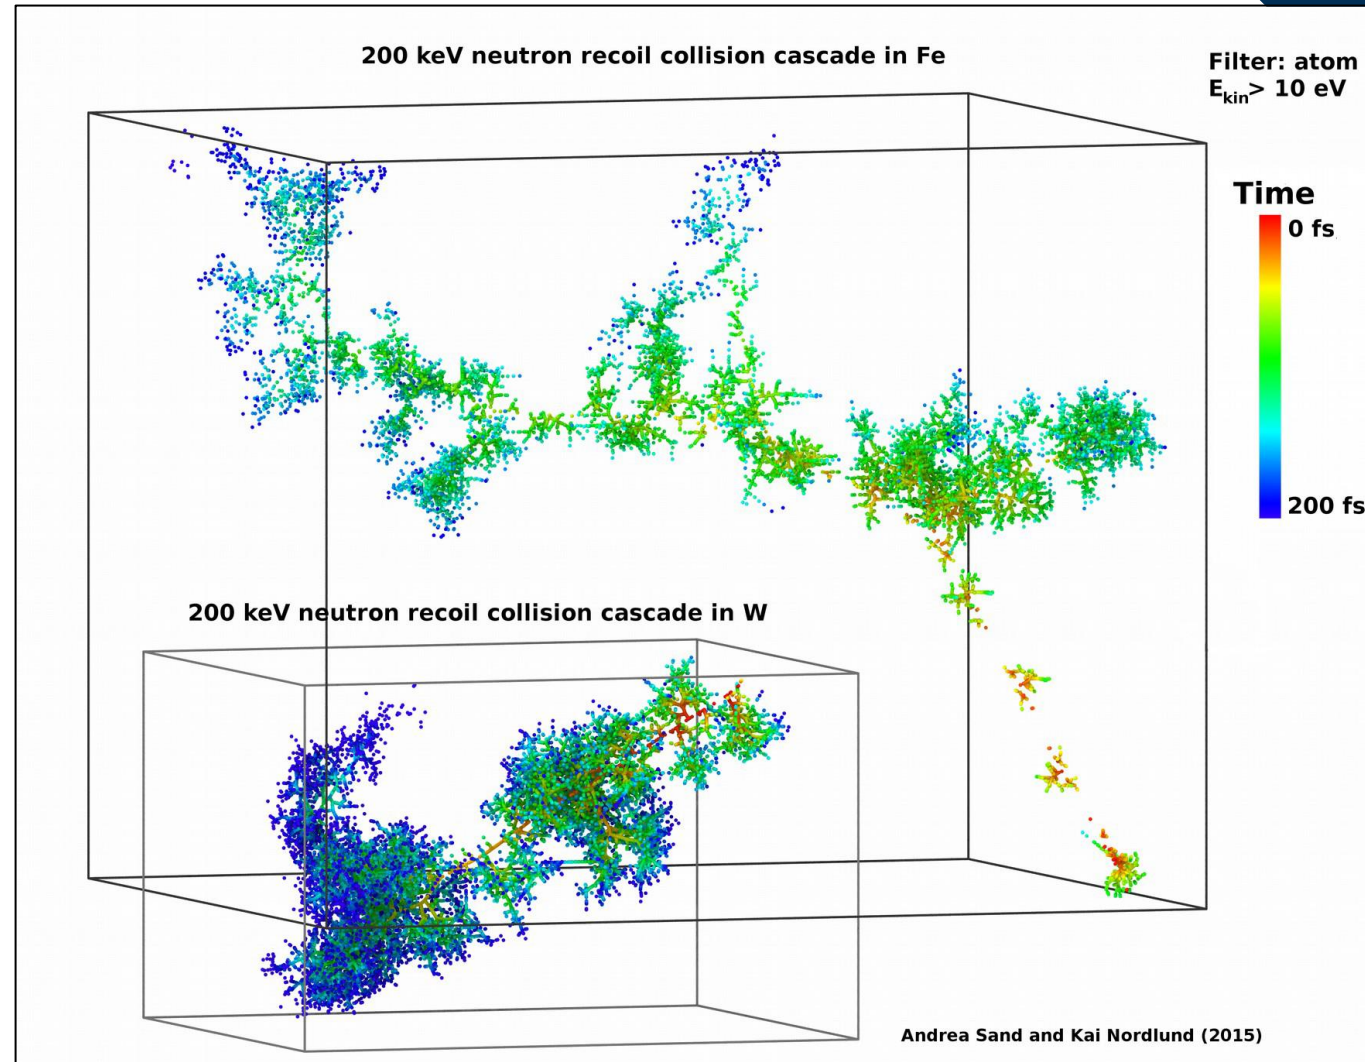 200 keV neutron recoil collision cascade in Fe
Filter: atom
Ekin> 10 eV
Time
0 fs
200 fs
200 keV neutron recoil collision cascade in W
Andrea Sand and Kai Nordlund (2015)